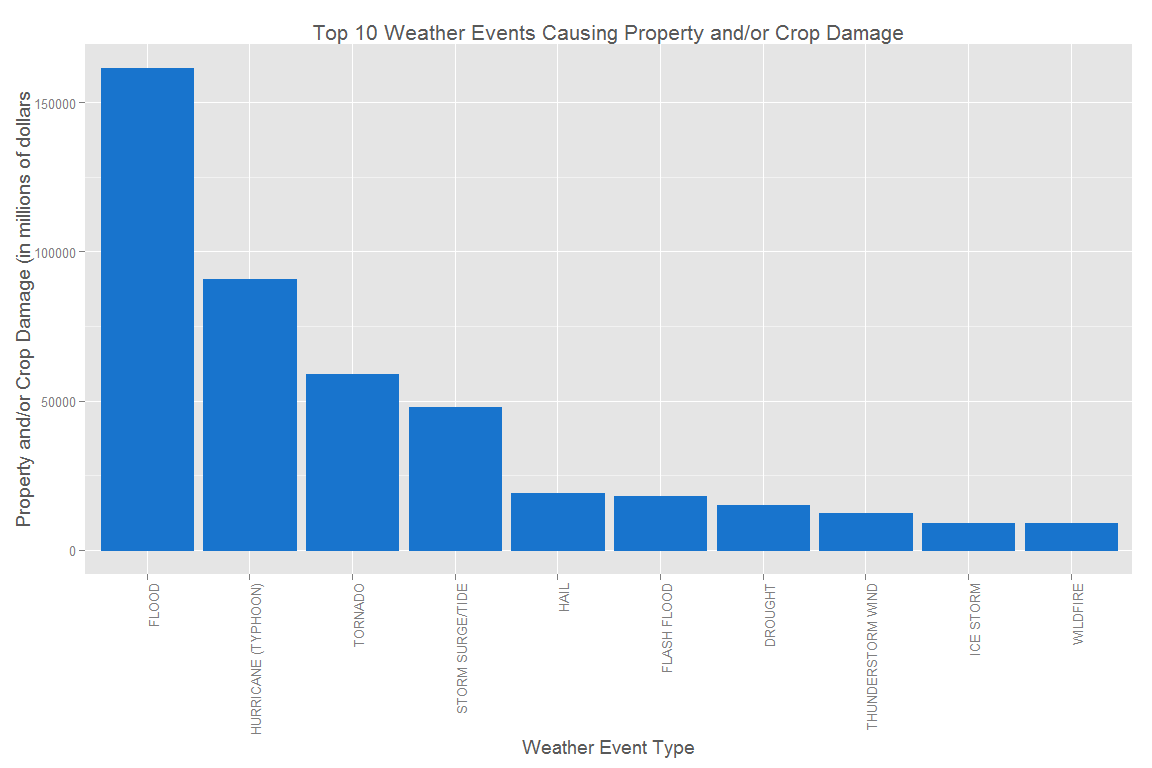 Top 10 Weather Events Causing Property and/or Crop Damage
Property and/or Crop Damage (in millions of dollars
150000
100000
50000
0
FLOOD
HURRICANE (TYPHOON)
TORNADO
STORM SURGE/TIDE
HAIL
FLASH FLOOD
DROUGHT
THUNDERSTORM WIND
ICE STORM
WILDFIRE
Weather Event Type